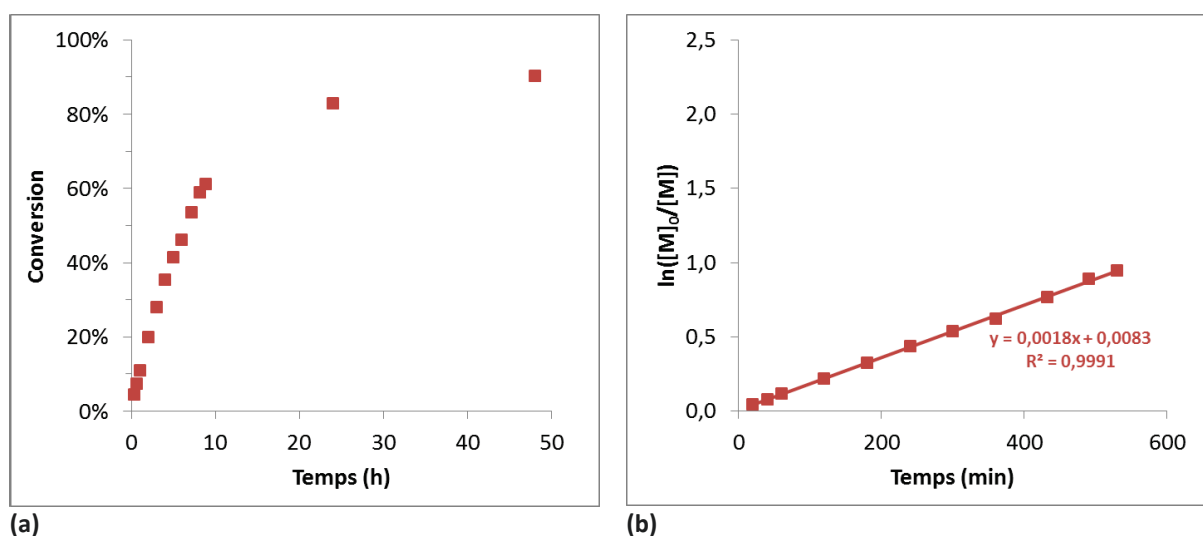 100%
80%
60%
40%
20%
0%
Conversion
0
10
20
30
40
50
Temps (h)
(a)
2,5
2,0
1,5
1,0
0,5
0,0
ln([M]₀/[M])
y = 0,0018x + 0,0083
R² = 0,9991
0
200
400
600
Temps (min)
(b)